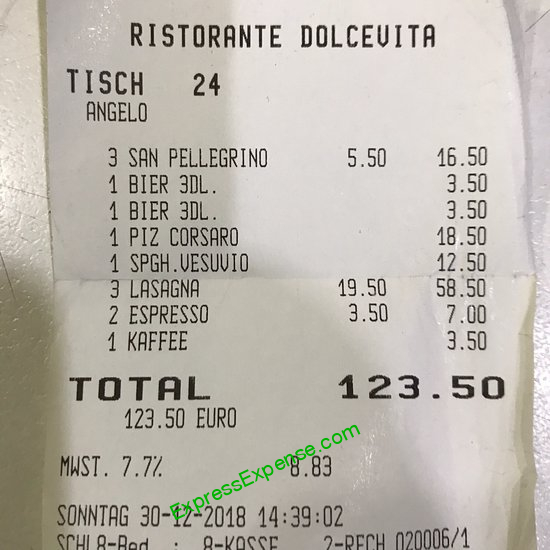 RISTORANTE DOLCEVITA
TISCH 24
ANGELO
3 SAN PELLEGRINO 5.50 16.50
1 BIER 3DL. 3.50
1 BIER 3DL. 3.50
1 PIZ CORSARO 18.50
1 SPGH.VESUVIO 12.50
3 LASAGNA 19.50 58.50
2 ESPRESSO 3.50 7.00
1 KAFFEE 3.50
TOTAL 123.50
123.50 EURO
MWST. 7.7% 8.83
ExpressExpense.com
SONNTAG 30-12-2018 14:39:02
SCHL8-Bed. : 8-KASSE 2-RECH 020006/1